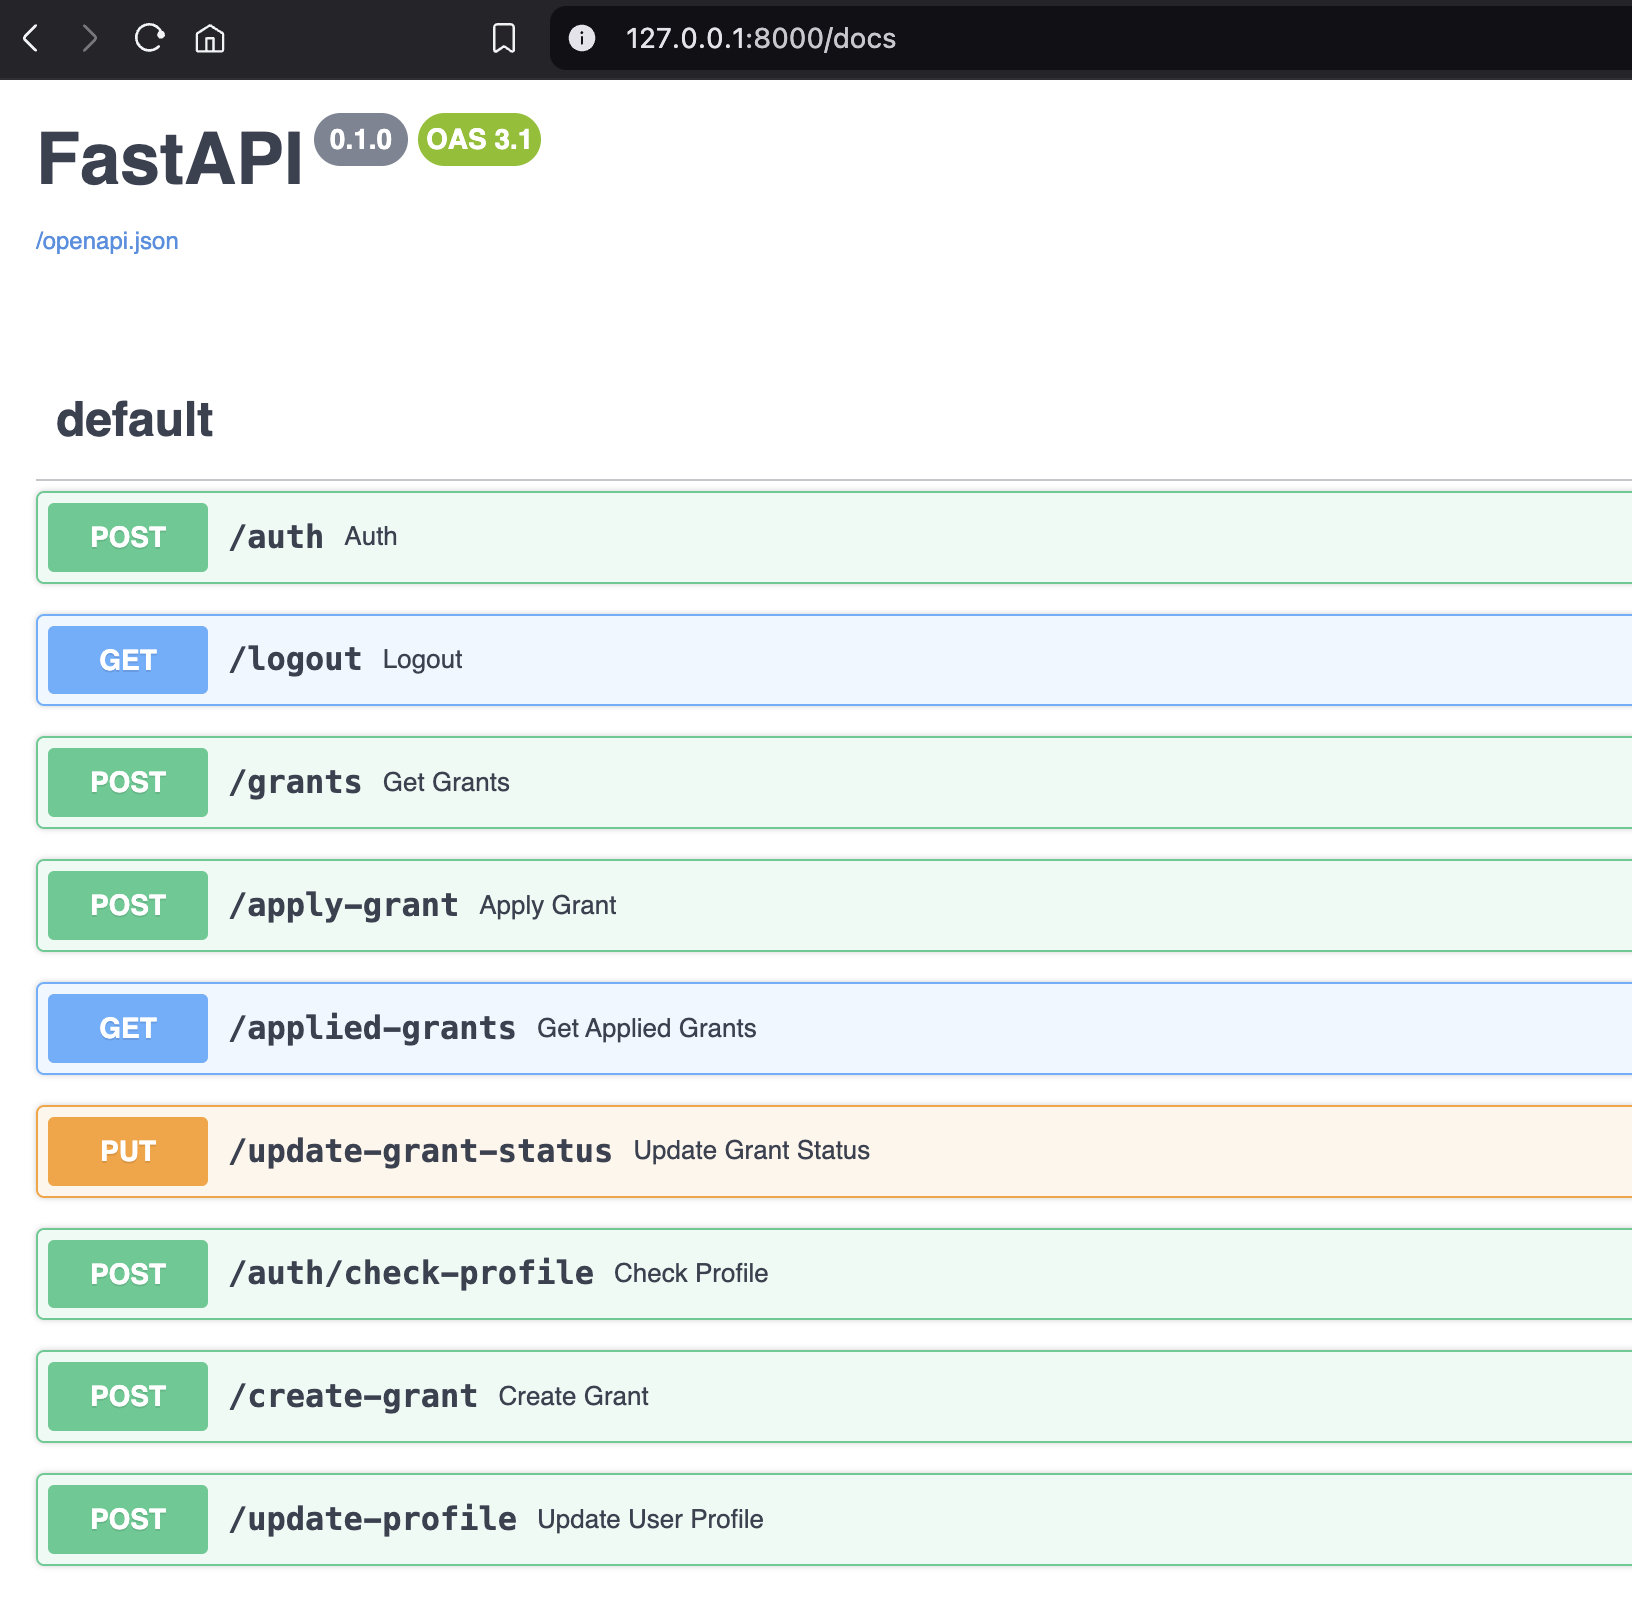 127.0.0.1:8000/docs
FastAPI 0.1.0 OAS 3.1
/openapi.json
default
POST /auth Auth
GET /logout Logout
POST /grants Get Grants
POST /apply-grant Apply Grant
GET /applied-grants Get Applied Grants
PUT /update-grant-status Update Grant Status
POST /auth/check-profile Check Profile
POST /create-grant Create Grant
POST /update-profile Update User Profile